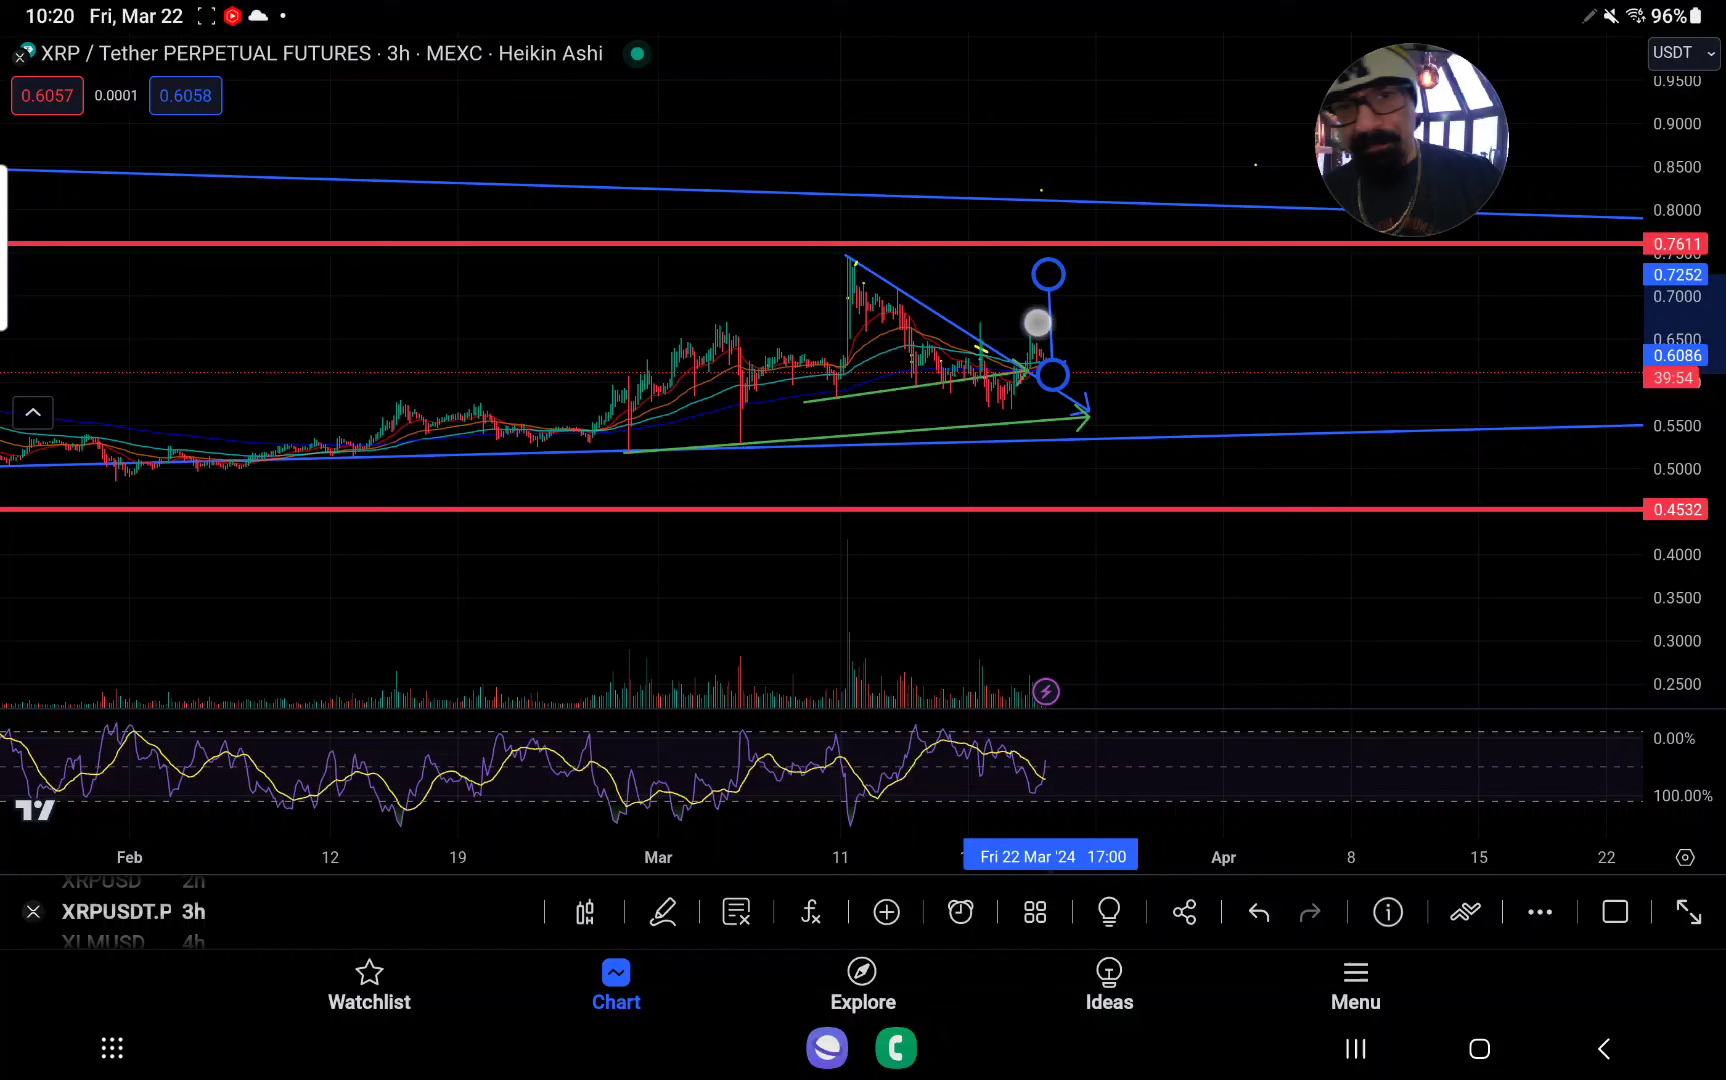 10:20 Fri, Mar 22
96%
XRP / Tether PERPETUAL FUTURES · 3h · MEXC · Heikin Ashi
USDT
0.6057 0.0001 0.6058
0.9500
0.9000
0.8500
0.8000
0.7611
0.7252
0.7000
0.6500
0.6086
39:54
0.5500
0.5000
0.4532
0.4000
0.3500
0.3000
0.2500
0.00%
100.00%
Feb 12 19 Mar 11 Fri 22 Mar '24 17:00 Apr 8 15 22
XRPUSD 2h
XRPUSDT.P 3h
XLMUSD 4h
Watchlist Chart Explore Ideas Menu